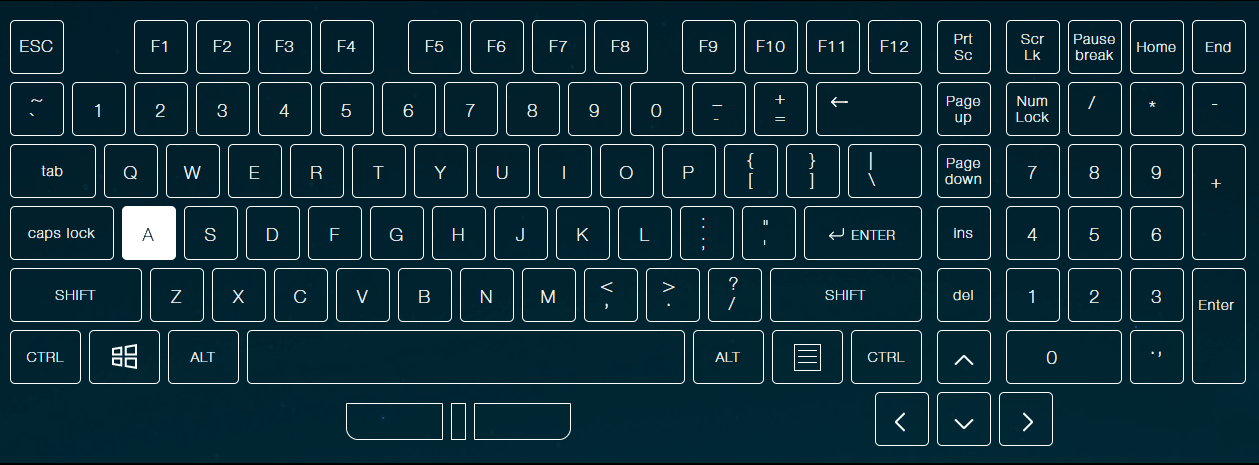 ESC F1 F2 F3 F4 F5 F6 F7 F8 F9 F10 F11 F12 Prt Sc Scr Lk Pause break Home End
~ ` 1 2 3 4 5 6 7 8 9 0 _ - + = ← Page up Num Lock / * -
tab Q W E R T Y U I O P { [ } ] | \ Page down 7 8 9 +
caps lock A S D F G H J K L : ; " ' ↵ ENTER ins 4 5 6
SHIFT Z X C V B N M < , > . ? / SHIFT del 1 2 3 Enter
CTRL ALT ALT CTRL ^ 0 .,
< ﹀ >